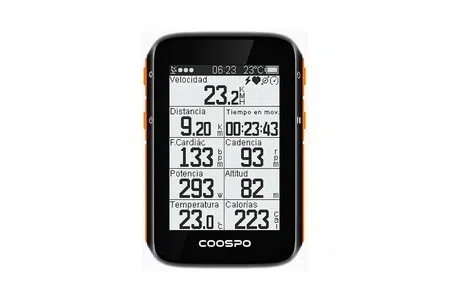 06:23 23°C
Velocidad
23.2 KMH
Distancia Tiempo en mov.
9.20 km 00:23:43
F.Cardiác Cadencia
133 bpm 93 rpm
Potencia Altitud
293 w 82 m
Temperatura Calorías
23.0 °C 223 Cal
COOSPO